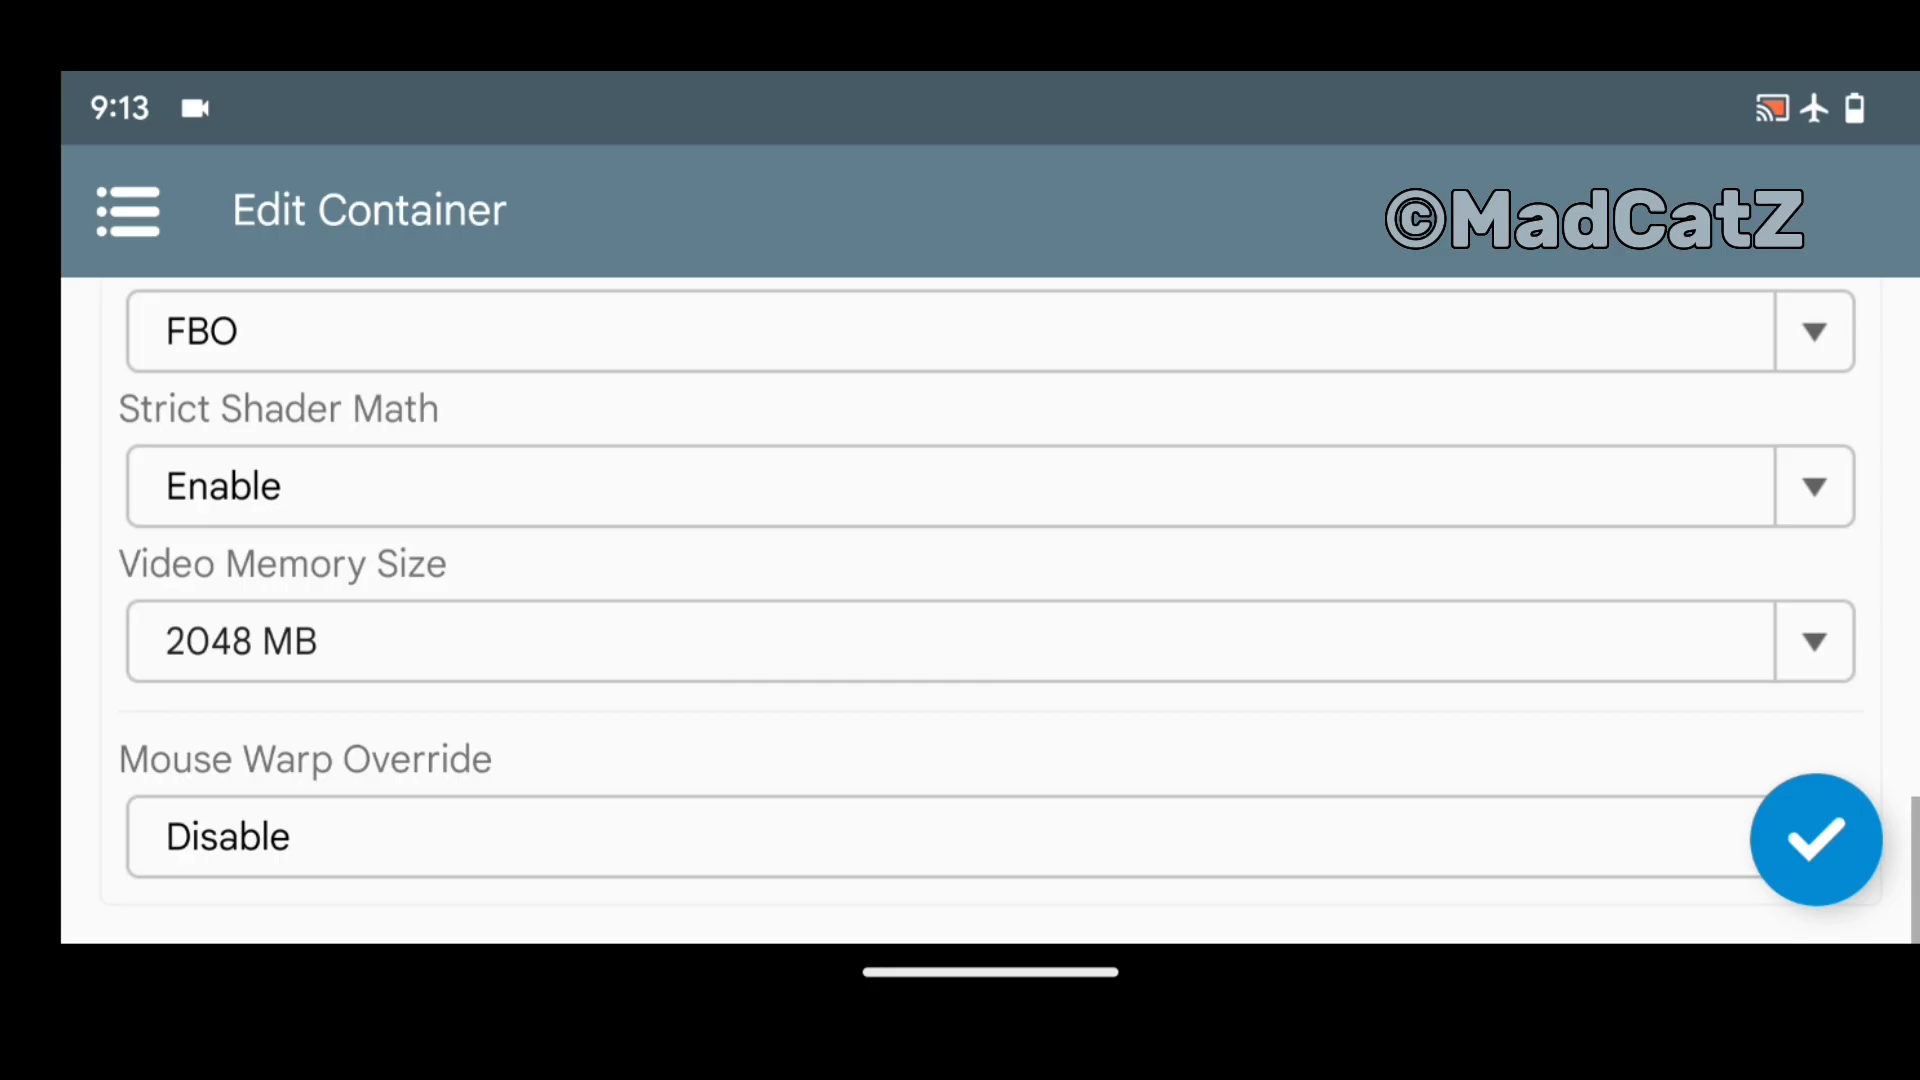 9:13
Edit Container
©MadCatZ
FBO
Strict Shader Math
Enable
Video Memory Size
2048 MB
Mouse Warp Override
Disable